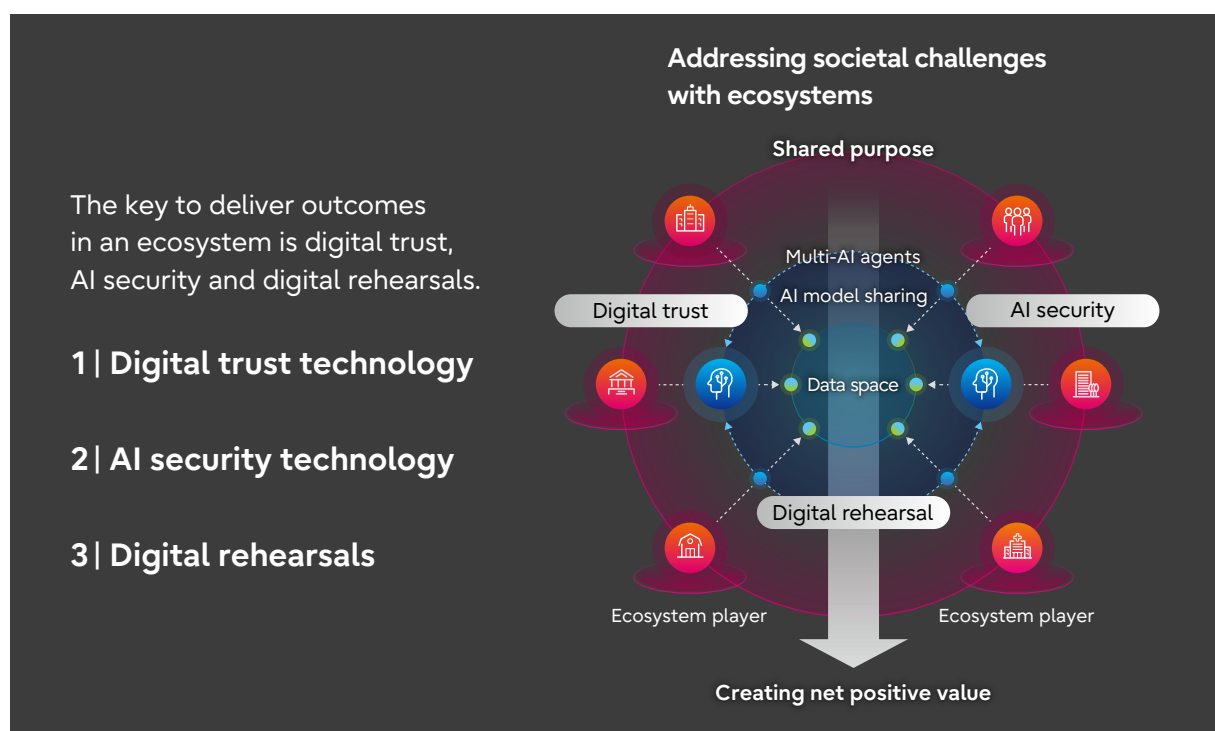 Addressing societal challenges
with ecosystems
Shared purpose
The key to deliver outcomes
in an ecosystem is digital trust,
AI security and digital rehearsals.
1| Digital trust technology
2| AI security technology
3| Digital rehearsals
Multi-AI agents
AI model sharing
Digital trust
AI security
Data space
Digital rehearsal
Ecosystem player
Ecosystem player
Creating net positive value